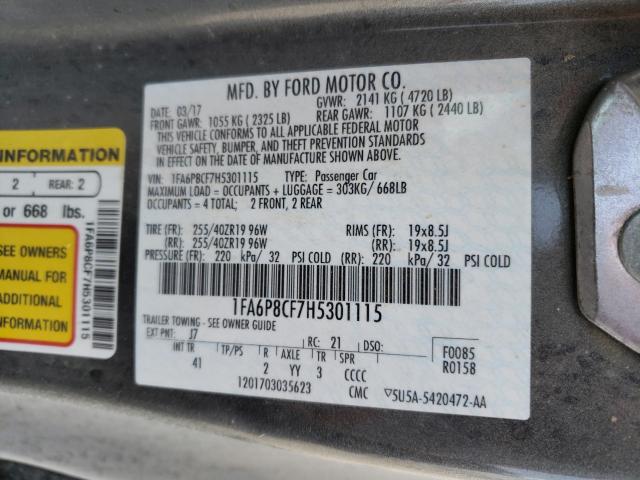 MFD. BY FORD MOTOR CO.
DATE: 03/17 GVWR: 2141 KG ( 4720 LB)
FRONT GAWR: 1055 KG ( 2325 LB) REAR GAWR: 1107 KG ( 2440 LB)
THIS VEHICLE CONFORMS TO ALL APPLICABLE FEDERAL MOTOR
VEHICLE SAFETY, BUMPER, AND THEFT PREVENTION STANDARDS IN
EFFECT ON THE DATE OF MANUFACTURE SHOWN ABOVE.
VIN: 1FA6P8CF7H5301115 TYPE: Passenger Car
MAXIMUM LOAD = OCCUPANTS + LUGGAGE = 303KG/ 668LB
OCCUPANTS = 4 TOTAL; 2 FRONT, 2 REAR
TIRE (FR): 255/40ZR19 96W RIMS (FR): 19x8.5J
(RR): 255/40ZR19 96W (RR): 19x8.5J
PRESSURE (FR): 220 kPa/ 32 PSI COLD (RR): 220 kPa/ 32 PSI COLD
1FA6P8CF7H5301115
TRAILER TOWING - SEE OWNER GUIDE
EXT PNT: J7 RC: 21 DSO: F0085
INT TR TP/PS R AXLE TR SPR R0158
41 2 YY 3 CCCC
1201703035623 CMC ▽5U5A-5420472-AA
INFORMATION
2 REAR: 2
or 668 lbs.
SEE OWNERS
MANUAL FOR
ADDITIONAL
INFORMATION
1FA6P8CF7H5301115